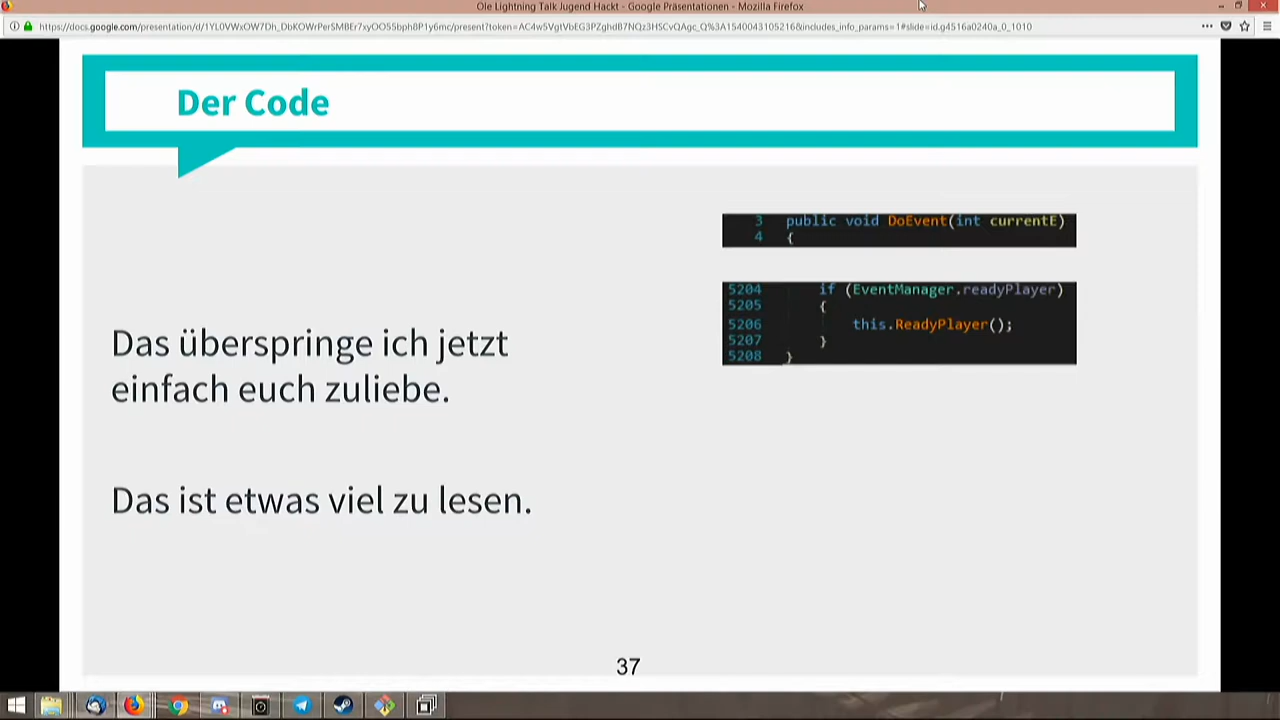 Ole Lightning Talk Jugend Hackt - Google Präsentationen - Mozilla Firefox
Der Code
3 public void DoEvent(int currentE)
4 {
5204 if (EventManager.readyPlayer)
5205 {
5206 this.ReadyPlayer();
5207 }
5208 }
Das überspringe ich jetzt
einfach euch zuliebe.
Das ist etwas viel zu lesen.
37